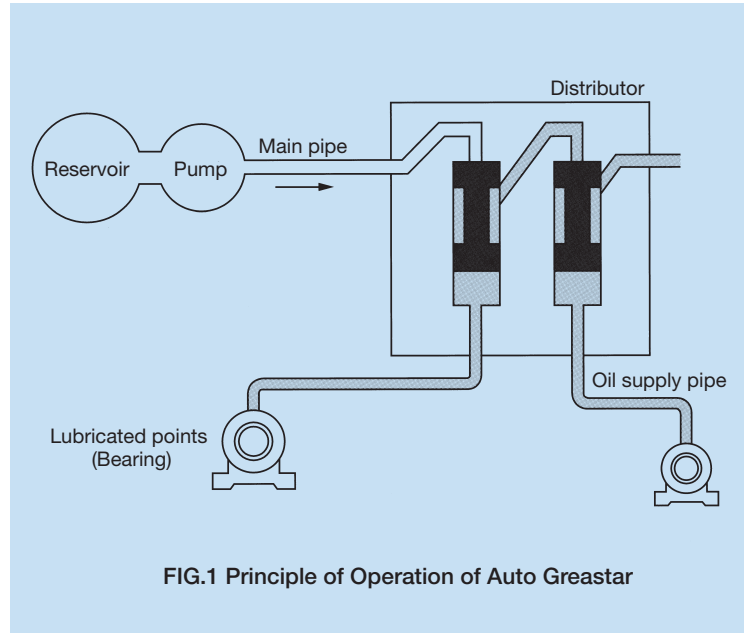 Distributor
Main pipe
Reservoir
Pump
Oil supply pipe
Lubricated points
(Bearing)
FIG.1 Principle of Operation of Auto Greastar